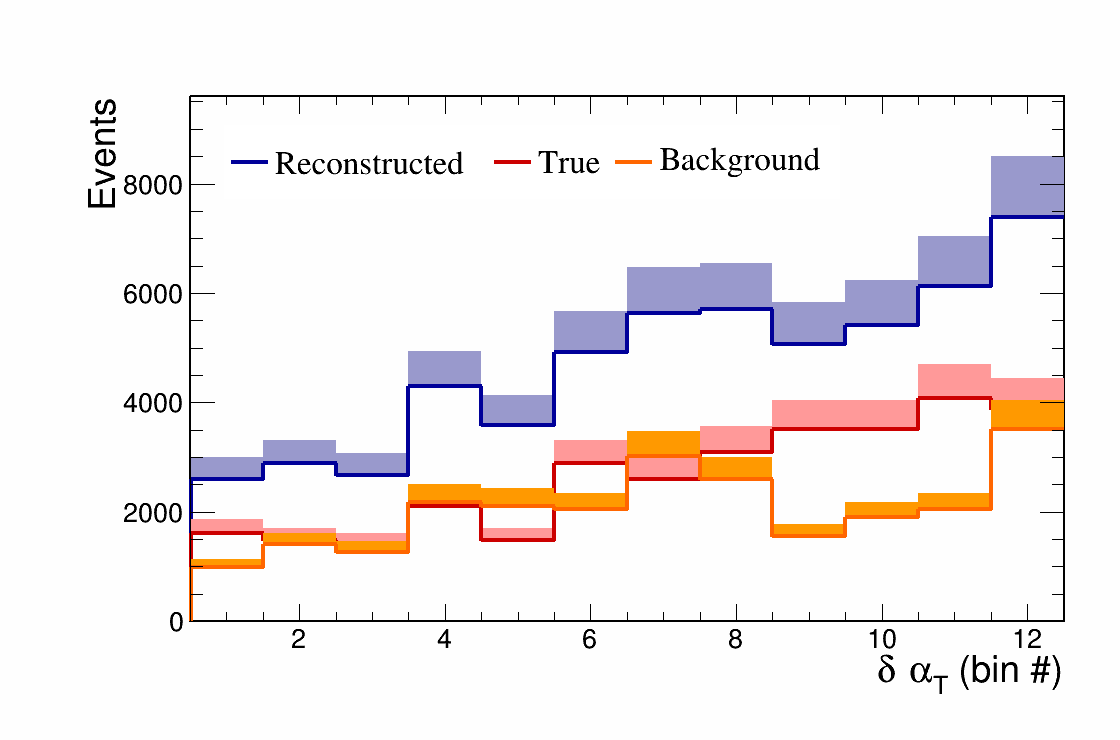 Events
Reconstructed True Background
8000
6000
4000
2000
0
2 4 6 8 10 12
δ α_T (bin #)